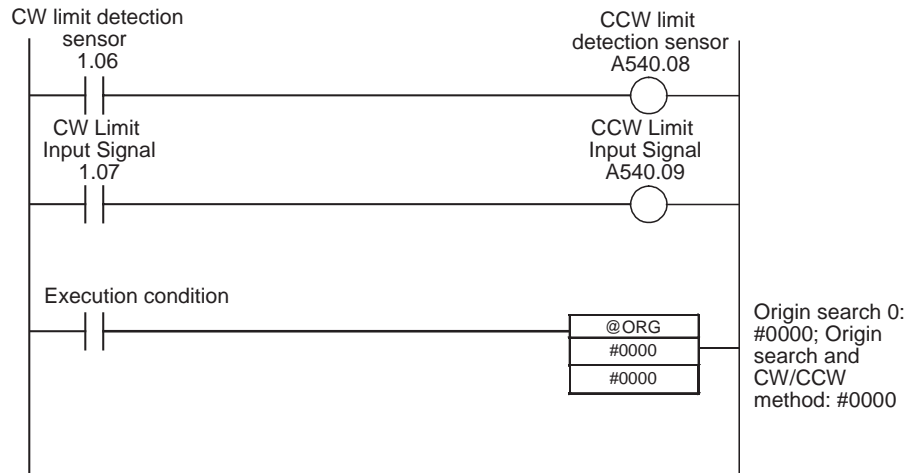 CW limit detection
sensor
1.06
CCW limit
detection sensor
A540.08
CW Limit
Input Signal
1.07
CCW Limit
Input Signal
A540.09
Execution condition
@ORG
#0000
#0000
Origin search 0:
#0000; Origin
search and
CW/CCW
method: #0000